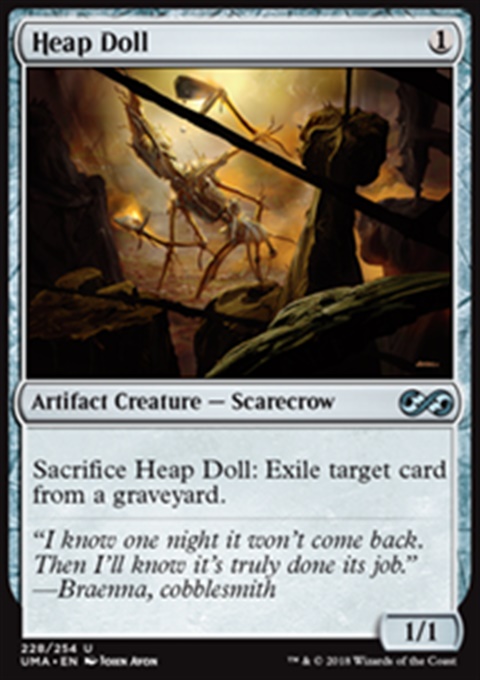 Heap Doll 1
Artifact Creature — Scarecrow
Sacrifice Heap Doll: Exile target card
from a graveyard.
“I know one night it won’t come back.
Then I’ll know it’s truly done its job.”
—Braenna, cobblesmith
1/1
228/254 U
UMA • EN John Avon
™ & © 2018 Wizards of the Coast